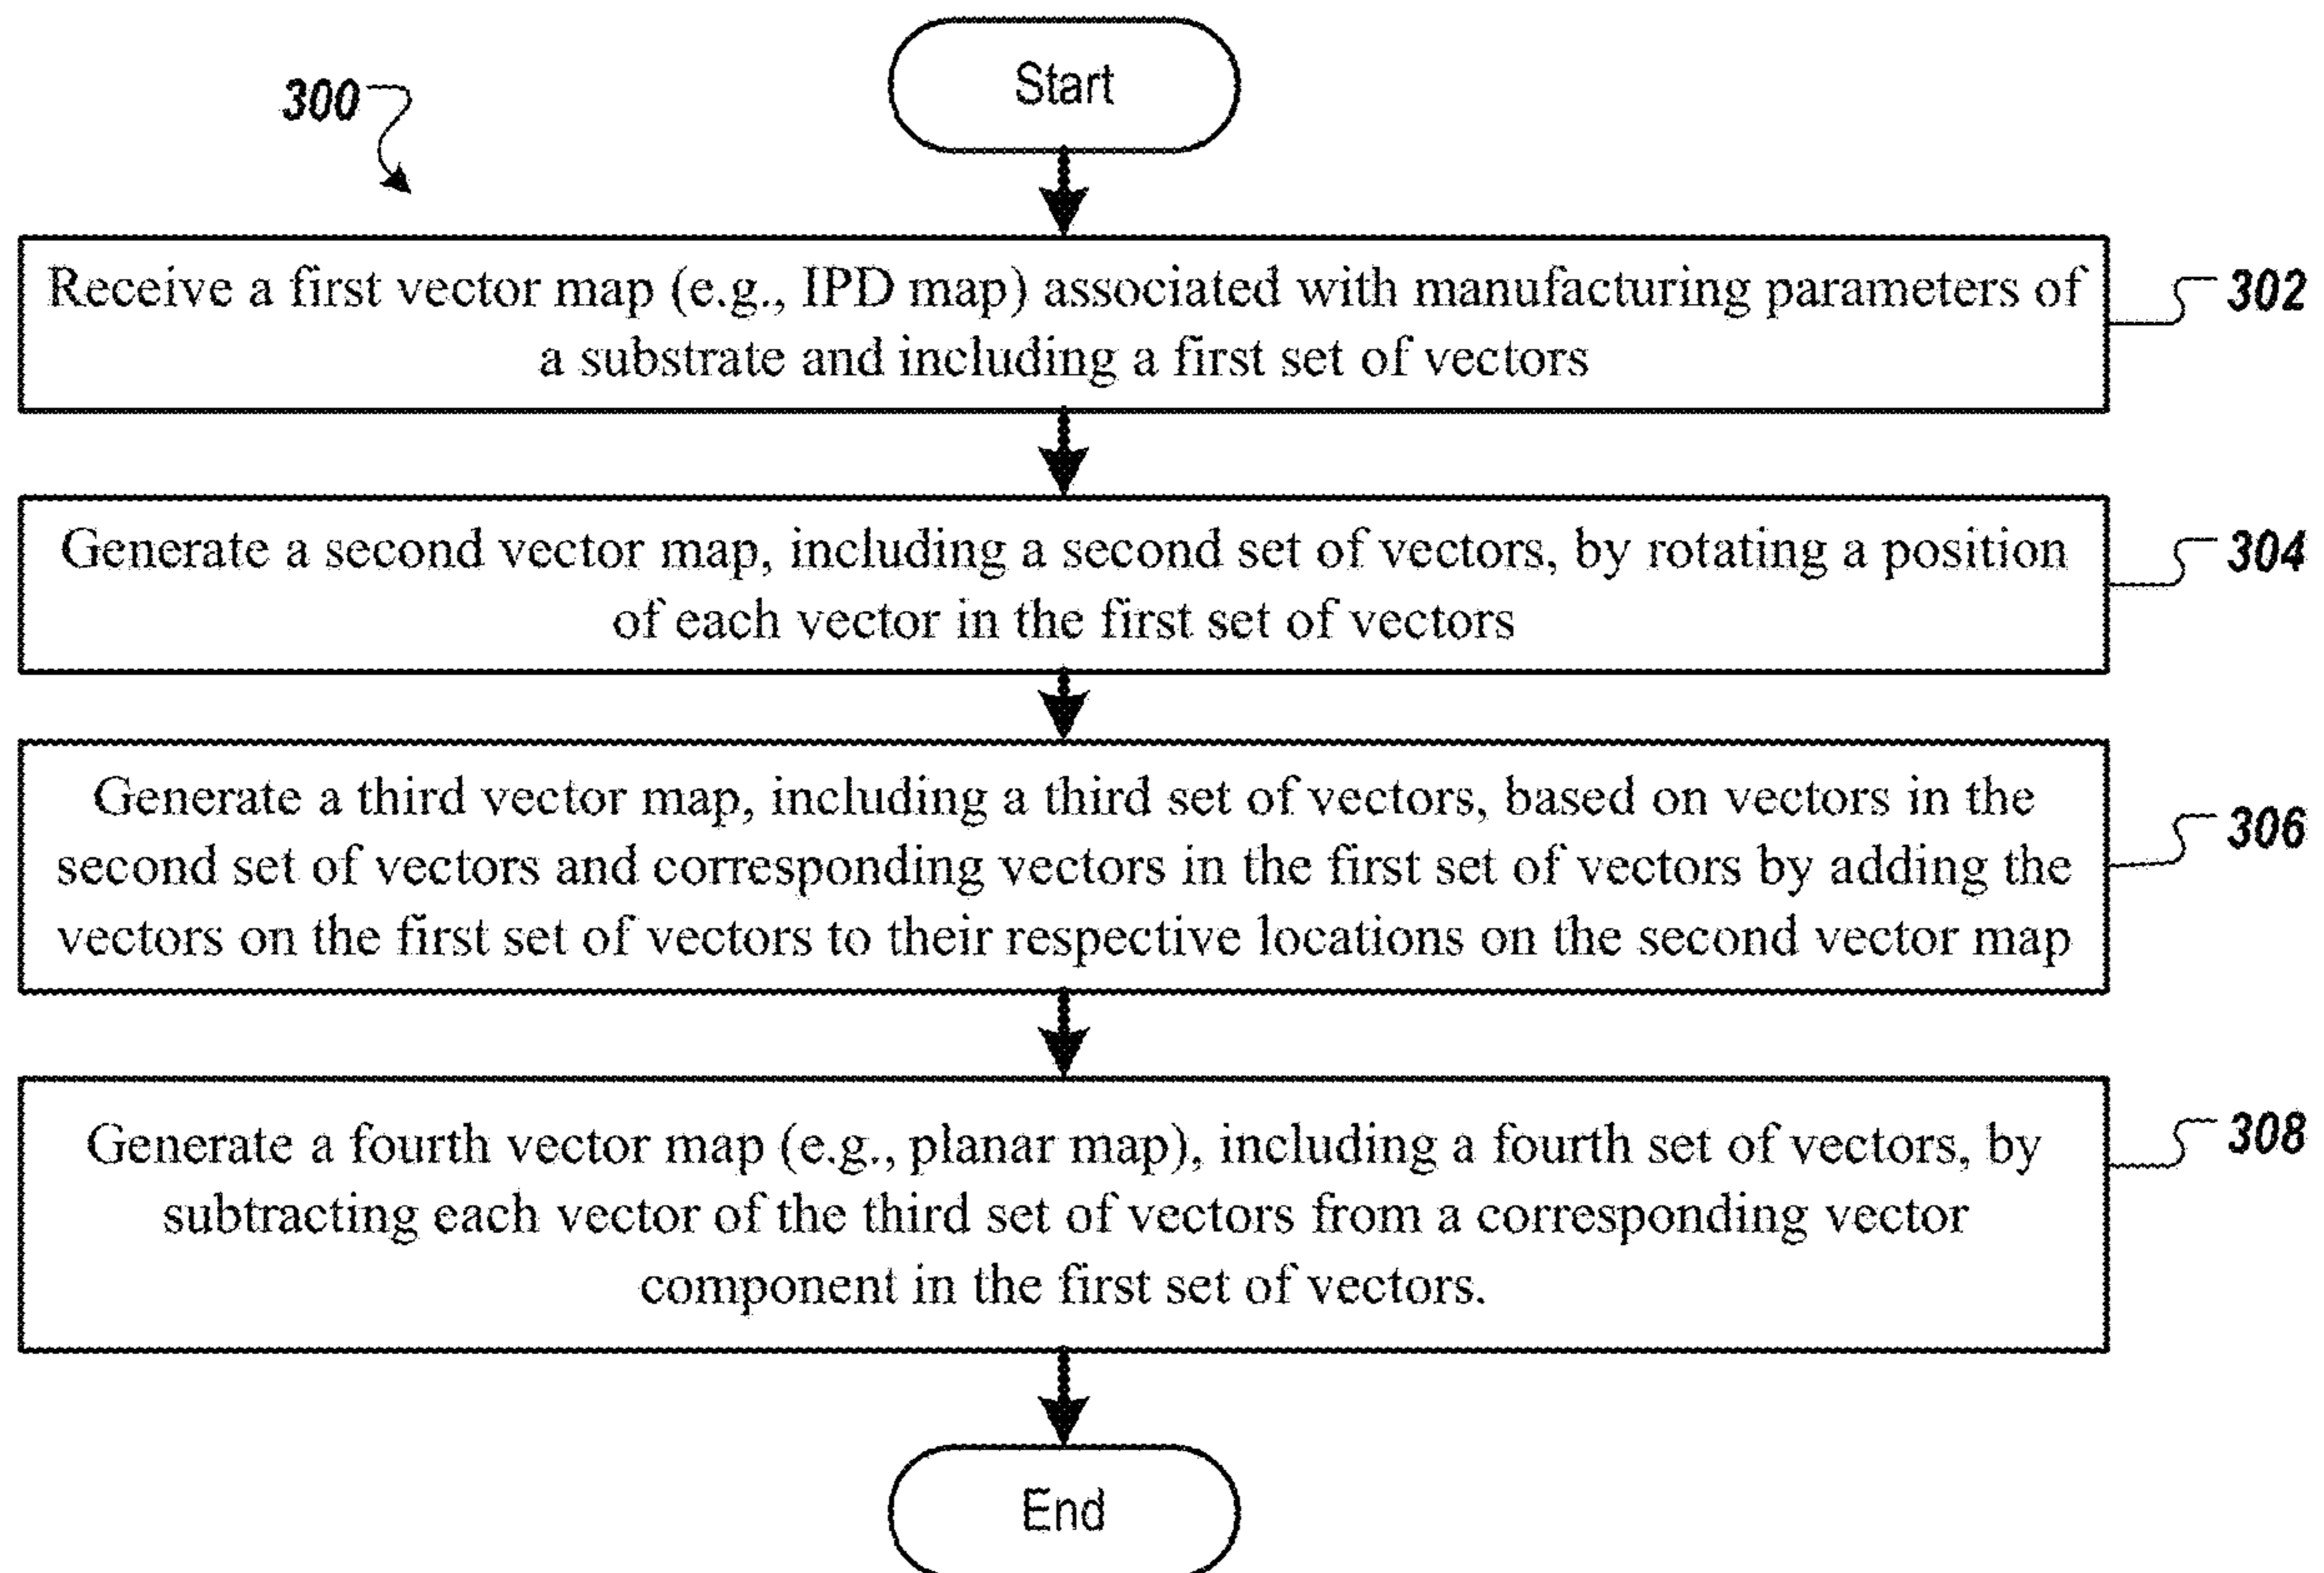 Start
300
Receive a first vector map (e.g., IPD map) associated with manufacturing parameters of
a substrate and including a first set of vectors
302
Generate a second vector map, including a second set of vectors, by rotating a position
of each vector in the first set of vectors
304
Generate a third vector map, including a third set of vectors, based on vectors in the
second set of vectors and corresponding vectors in the first set of vectors by adding the
vectors on the first set of vectors to their respective locations on the second vector map
306
Generate a fourth vector map (e.g., planar map), including a fourth set of vectors, by
subtracting each vector of the third set of vectors from a corresponding vector
component in the first set of vectors.
308
End